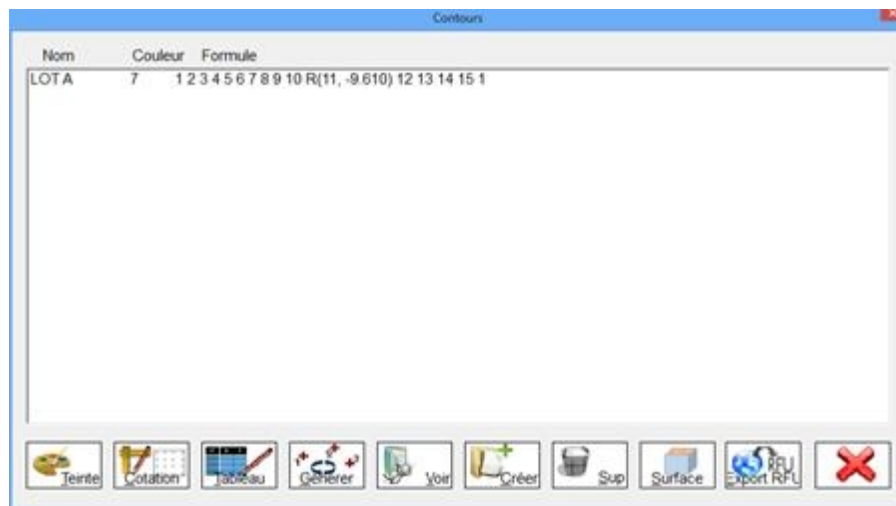 Contours
Nom Couleur Formule
LOT A 7 1 2 3 4 5 6 7 8 9 10 R(11, -9.610) 12 13 14 15 1
Teinte Cotation Tableau Générer Voir Créer Sup Surface RFU Export RFU